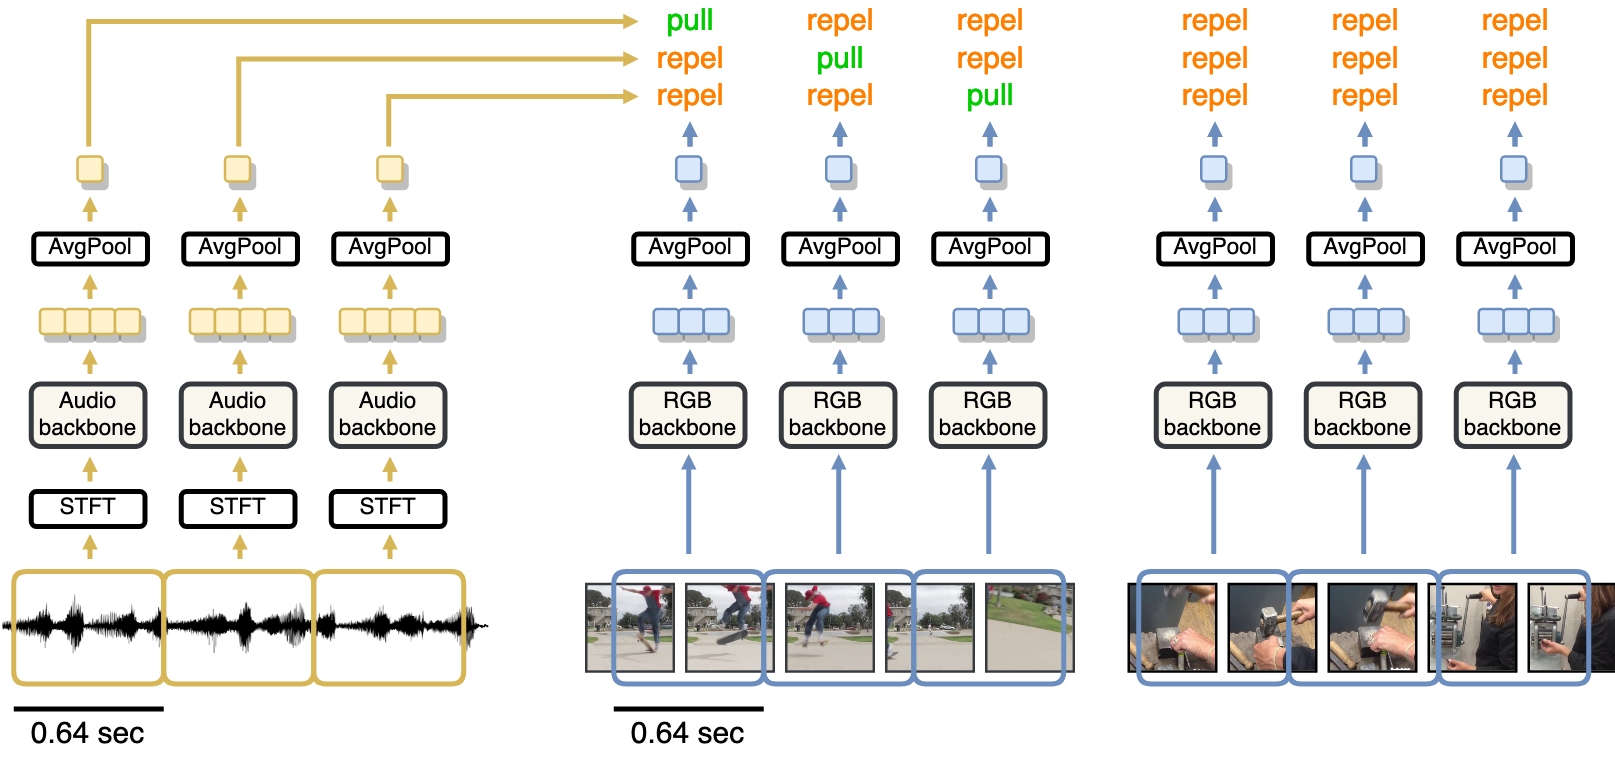 pull repel repel repel repel repel
repel pull repel repel repel repel
repel repel pull repel repel repel
AvgPool AvgPool AvgPool AvgPool AvgPool AvgPool AvgPool AvgPool AvgPool
Audio backbone Audio backbone Audio backbone RGB backbone RGB backbone RGB backbone RGB backbone RGB backbone RGB backbone
STFT STFT STFT
0.64 sec 0.64 sec